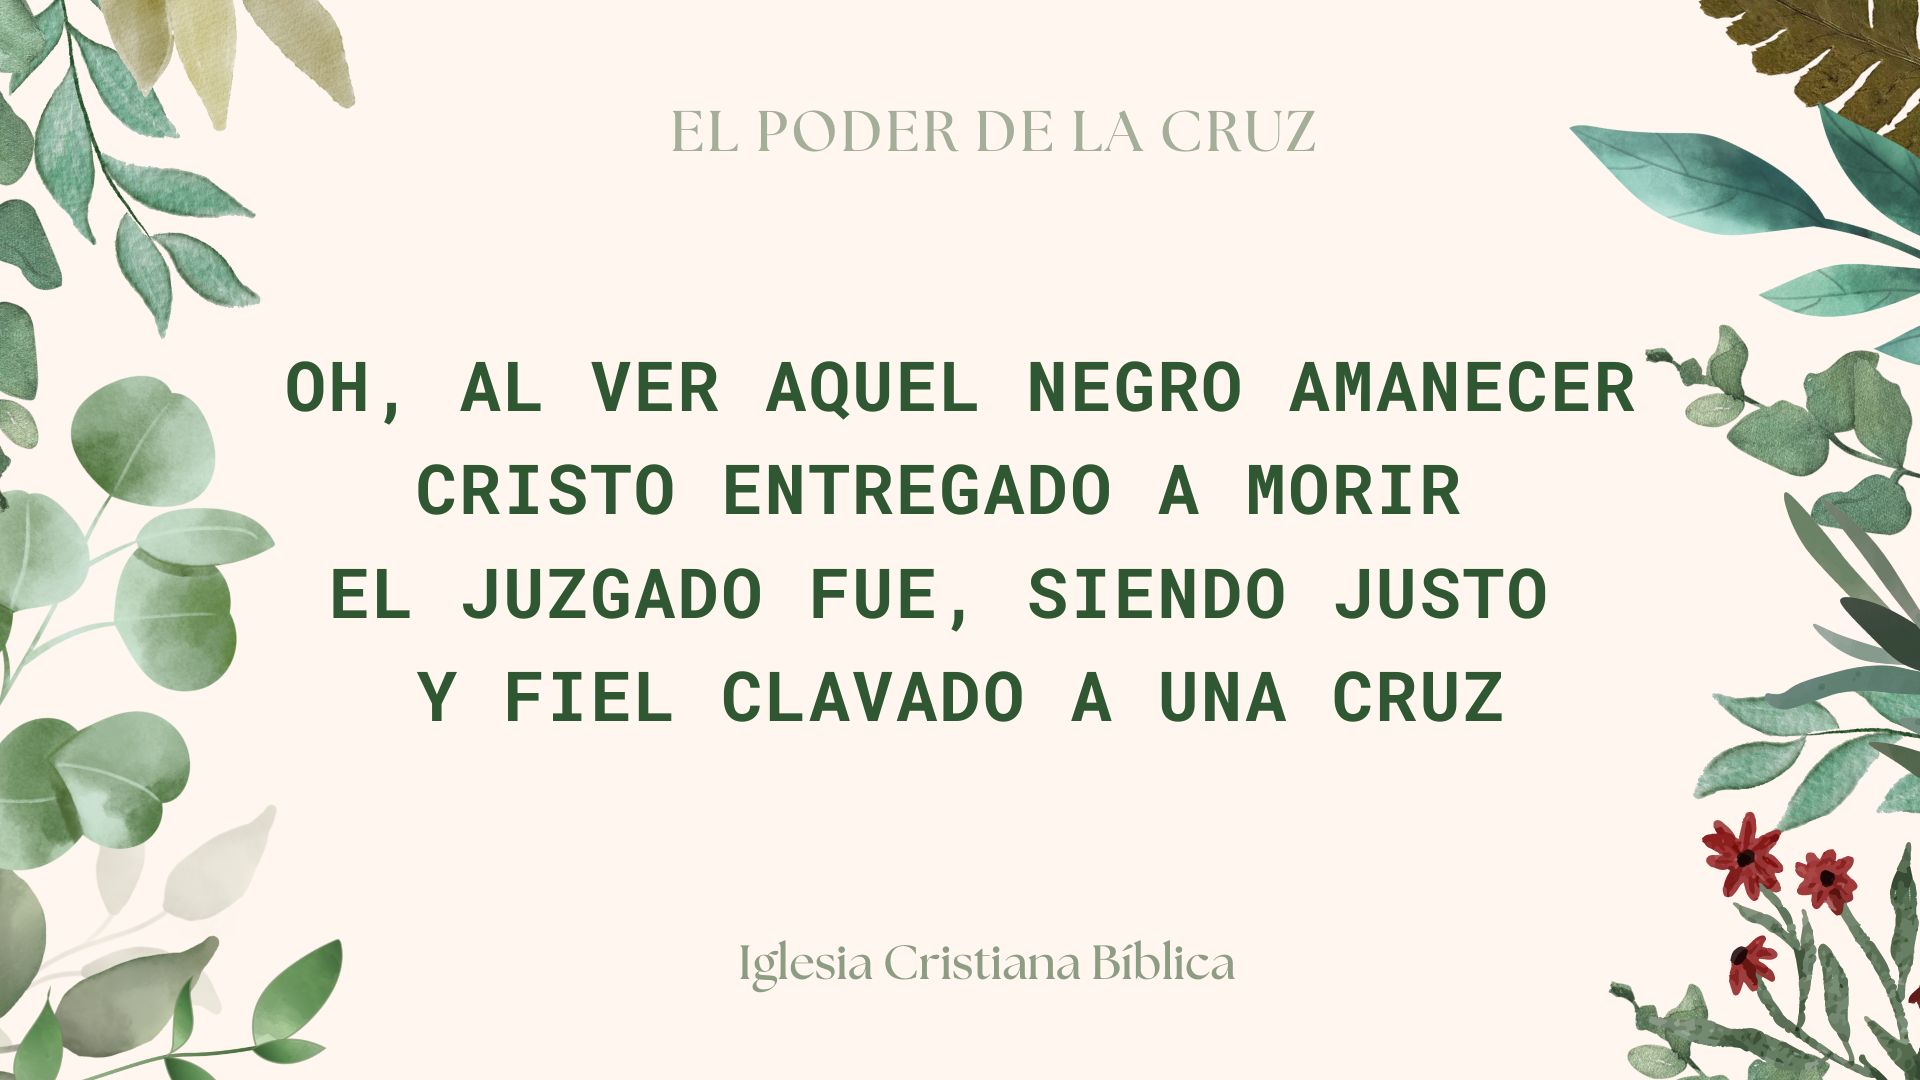 EL PODER DE LA CRUZ
OH, AL VER AQUEL NEGRO AMANECER
CRISTO ENTREGADO A MORIR
EL JUZGADO FUE, SIENDO JUSTO
Y FIEL CLAVADO A UNA CRUZ
Iglesia Cristiana Bíblica